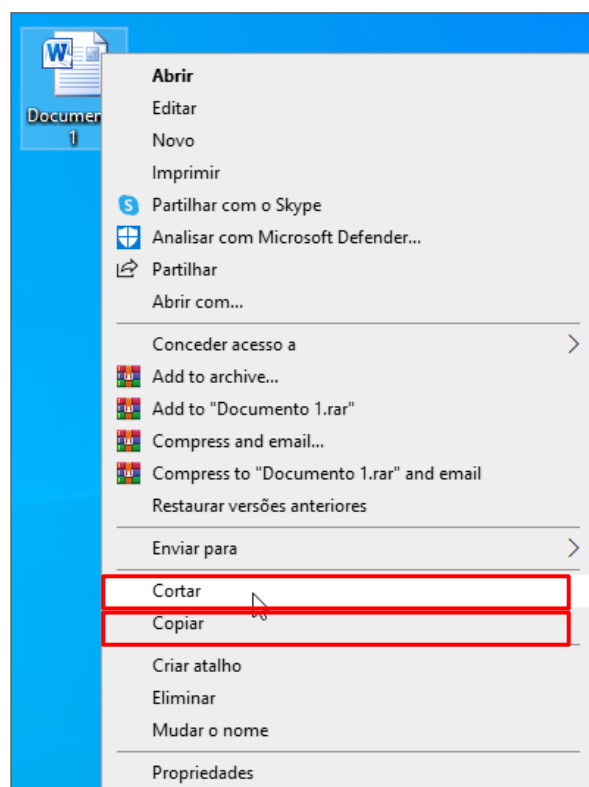 W
Documen
1
Abrir
Editar
Novo
Imprimir
S Partilhar com o Skype
Analisar com Microsoft Defender...
Partilhar
Abrir com...
Conceder acesso a
Add to archive...
Add to "Documento 1.rar"
Compress and email...
Compress to "Documento 1.rar" and email
Restaurar versões anteriores
Enviar para
Cortar
Copiar
Criar atalho
Eliminar
Mudar o nome
Propriedades